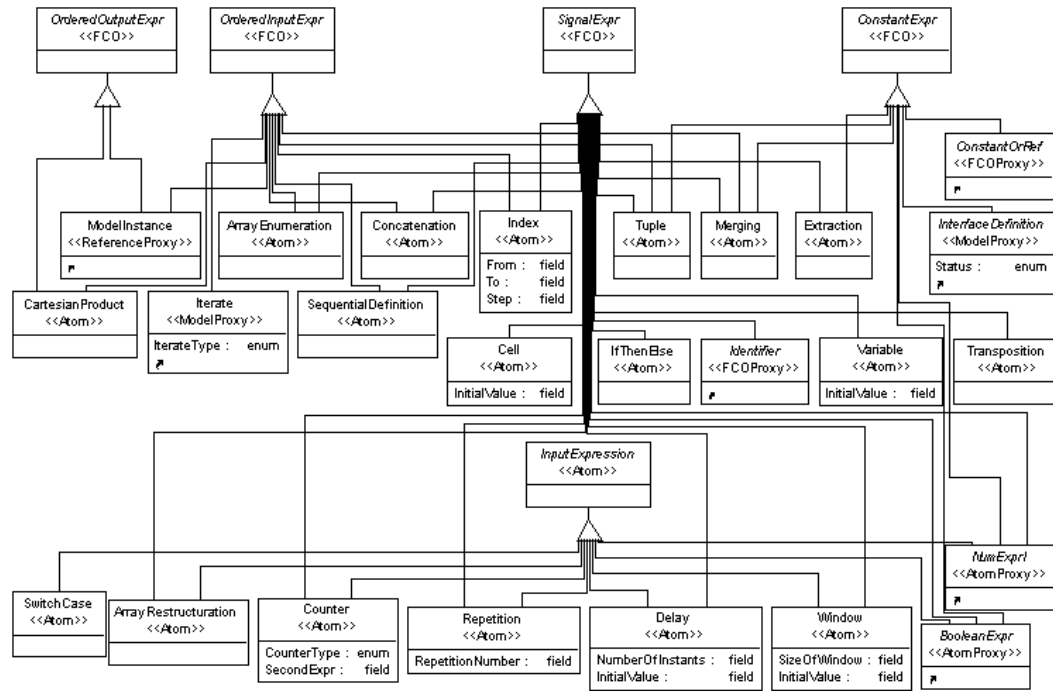 OrderedOutputExpr
<<FCO>>
OrderedInputExpr
<<FCO>>
SignalExpr
<<FCO>>
ConstantExpr
<<FCO>>
ConstantOrRef
<<FCOProxy>>
ModelInstance
<<ReferenceProxy>>
ArrayEnumeration
<<Atom>>
Concatenation
<<Atom>>
Index
<<Atom>>
From : field
To : field
Step : field
Tuple
<<Atom>>
Merging
<<Atom>>
Extraction
<<Atom>>
InterfaceDefinition
<<ModelProxy>>
Status : enum
CartesianProduct
<<Atom>>
Iterate
<<ModelProxy>>
IterateType : enum
SequentialDefinition
<<Atom>>
Cell
<<Atom>>
InitialValue : field
IfThenElse
<<Atom>>
Identifier
<<FCOProxy>>
Variable
<<Atom>>
InitialValue : field
Transposition
<<Atom>>
InputExpression
<<Atom>>
SwitchCase
<<Atom>>
ArrayRestructuration
<<Atom>>
Counter
<<Atom>>
CounterType : enum
SecondExpr : field
Repetition
<<Atom>>
RepetitionNumber : field
Delay
<<Atom>>
NumberOfInstants : field
InitialValue : field
Window
<<Atom>>
SizeOfWindow : field
InitialValue : field
NumExprI
<<AtomProxy>>
BooleanExpr
<<AtomProxy>>